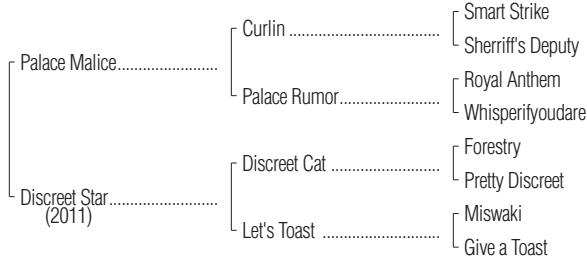 Smart Strike
Curlin ........................................
Sherriff's Deputy
Palace Malice........................
Royal Anthem
Palace Rumor..........................
Whisperifyoudare
Forestry
Discreet Cat ............................
Pretty Discreet
Discreet Star..........................
(2011)
Miswaki
Let's Toast ..............................
Give a Toast